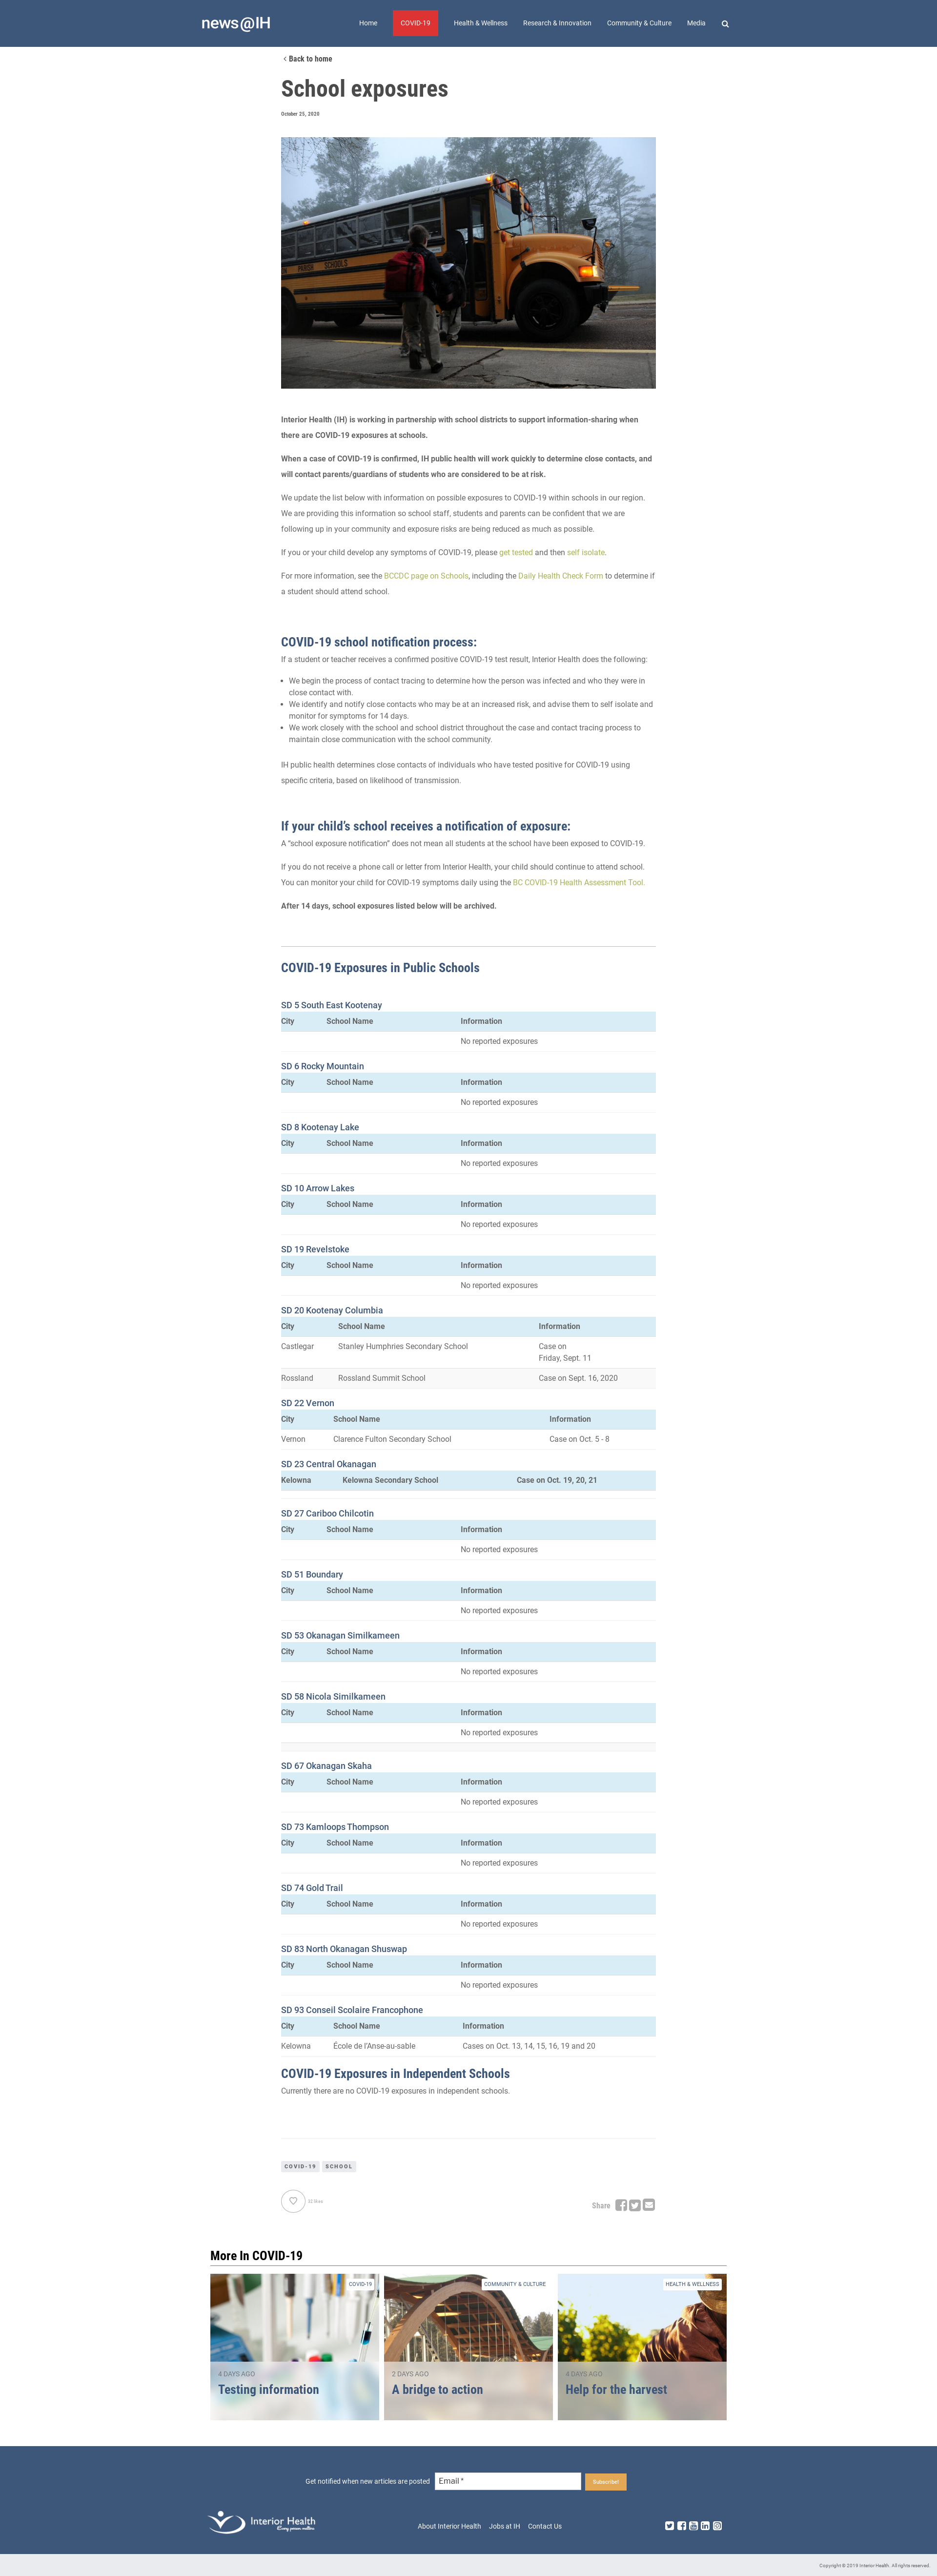 news@IH
Home
COVID-19
Health & Wellness
Research & Innovation
Community & Culture
Media
Back to home
School exposures
October 25, 2020
Interior Health (IH) is working in partnership with school districts to support information-sharing when
there are COVID-19 exposures at schools.
When a case of COVID-19 is confirmed, IH public health will work quickly to determine close contacts, and
will contact parents/guardians of students who are considered to be at risk.
We update the list below with information on possible exposures to COVID-19 within schools in our region.
We are providing this information so school staff, students and parents can be confident that we are
following up in your community and exposure risks are being reduced as much as possible.
If you or your child develop any symptoms of COVID-19, please get tested and then self isolate.
For more information, see the BCCDC page on Schools, including the Daily Health Check Form to determine if
a student should attend school.
COVID-19 school notification process:
If a student or teacher receives a confirmed positive COVID-19 test result, Interior Health does the following:
• We begin the process of contact tracing to determine how the person was infected and who they were in
close contact with.
• We identify and notify close contacts who may be at an increased risk, and advise them to self isolate and
monitor for symptoms for 14 days.
• We work closely with the school and school district throughout the case and contact tracing process to
maintain close communication with the school community.
IH public health determines close contacts of individuals who have tested positive for COVID-19 using
specific criteria, based on likelihood of transmission.
If your child’s school receives a notification of exposure:
A “school exposure notification” does not mean all students at the school have been exposed to COVID-19.
If you do not receive a phone call or letter from Interior Health, your child should continue to attend school.
You can monitor your child for COVID-19 symptoms daily using the BC COVID-19 Health Assessment Tool.
After 14 days, school exposures listed below will be archived.
COVID-19 Exposures in Public Schools
SD 5 South East Kootenay
City School Name Information
No reported exposures
SD 6 Rocky Mountain
City School Name Information
No reported exposures
SD 8 Kootenay Lake
City School Name Information
No reported exposures
SD 10 Arrow Lakes
City School Name Information
No reported exposures
SD 19 Revelstoke
City School Name Information
No reported exposures
SD 20 Kootenay Columbia
City School Name Information
Castlegar Stanley Humphries Secondary School Case on
Friday, Sept. 11
Rossland Rossland Summit School Case on Sept. 16, 2020
SD 22 Vernon
City School Name Information
Vernon Clarence Fulton Secondary School Case on Oct. 5 - 8
SD 23 Central Okanagan
Kelowna Kelowna Secondary School Case on Oct. 19, 20, 21
SD 27 Cariboo Chilcotin
City School Name Information
No reported exposures
SD 51 Boundary
City School Name Information
No reported exposures
SD 53 Okanagan Similkameen
City School Name Information
No reported exposures
SD 58 Nicola Similkameen
City School Name Information
No reported exposures
SD 67 Okanagan Skaha
City School Name Information
No reported exposures
SD 73 Kamloops Thompson
City School Name Information
No reported exposures
SD 74 Gold Trail
City School Name Information
No reported exposures
SD 83 North Okanagan Shuswap
City School Name Information
No reported exposures
SD 93 Conseil Scolaire Francophone
City School Name Information
Kelowna École de l’Anse-au-sable Cases on Oct. 13, 14, 15, 16, 19 and 20
COVID-19 Exposures in Independent Schools
Currently there are no COVID-19 exposures in independent schools.
COVID-19 SCHOOL
likes
Share
More In COVID-19
COVID-19
4 DAYS AGO
Testing information
COMMUNITY & CULTURE
2 DAYS AGO
A bridge to action
HEALTH & WELLNESS
4 DAYS AGO
Help for the harvest
Get notified when new articles are posted
Email *
Subscribe!
Interior Health
Every person matters
About Interior Health
Jobs at IH
Contact Us
Copyright © 2019 Interior Health. All rights reserved.